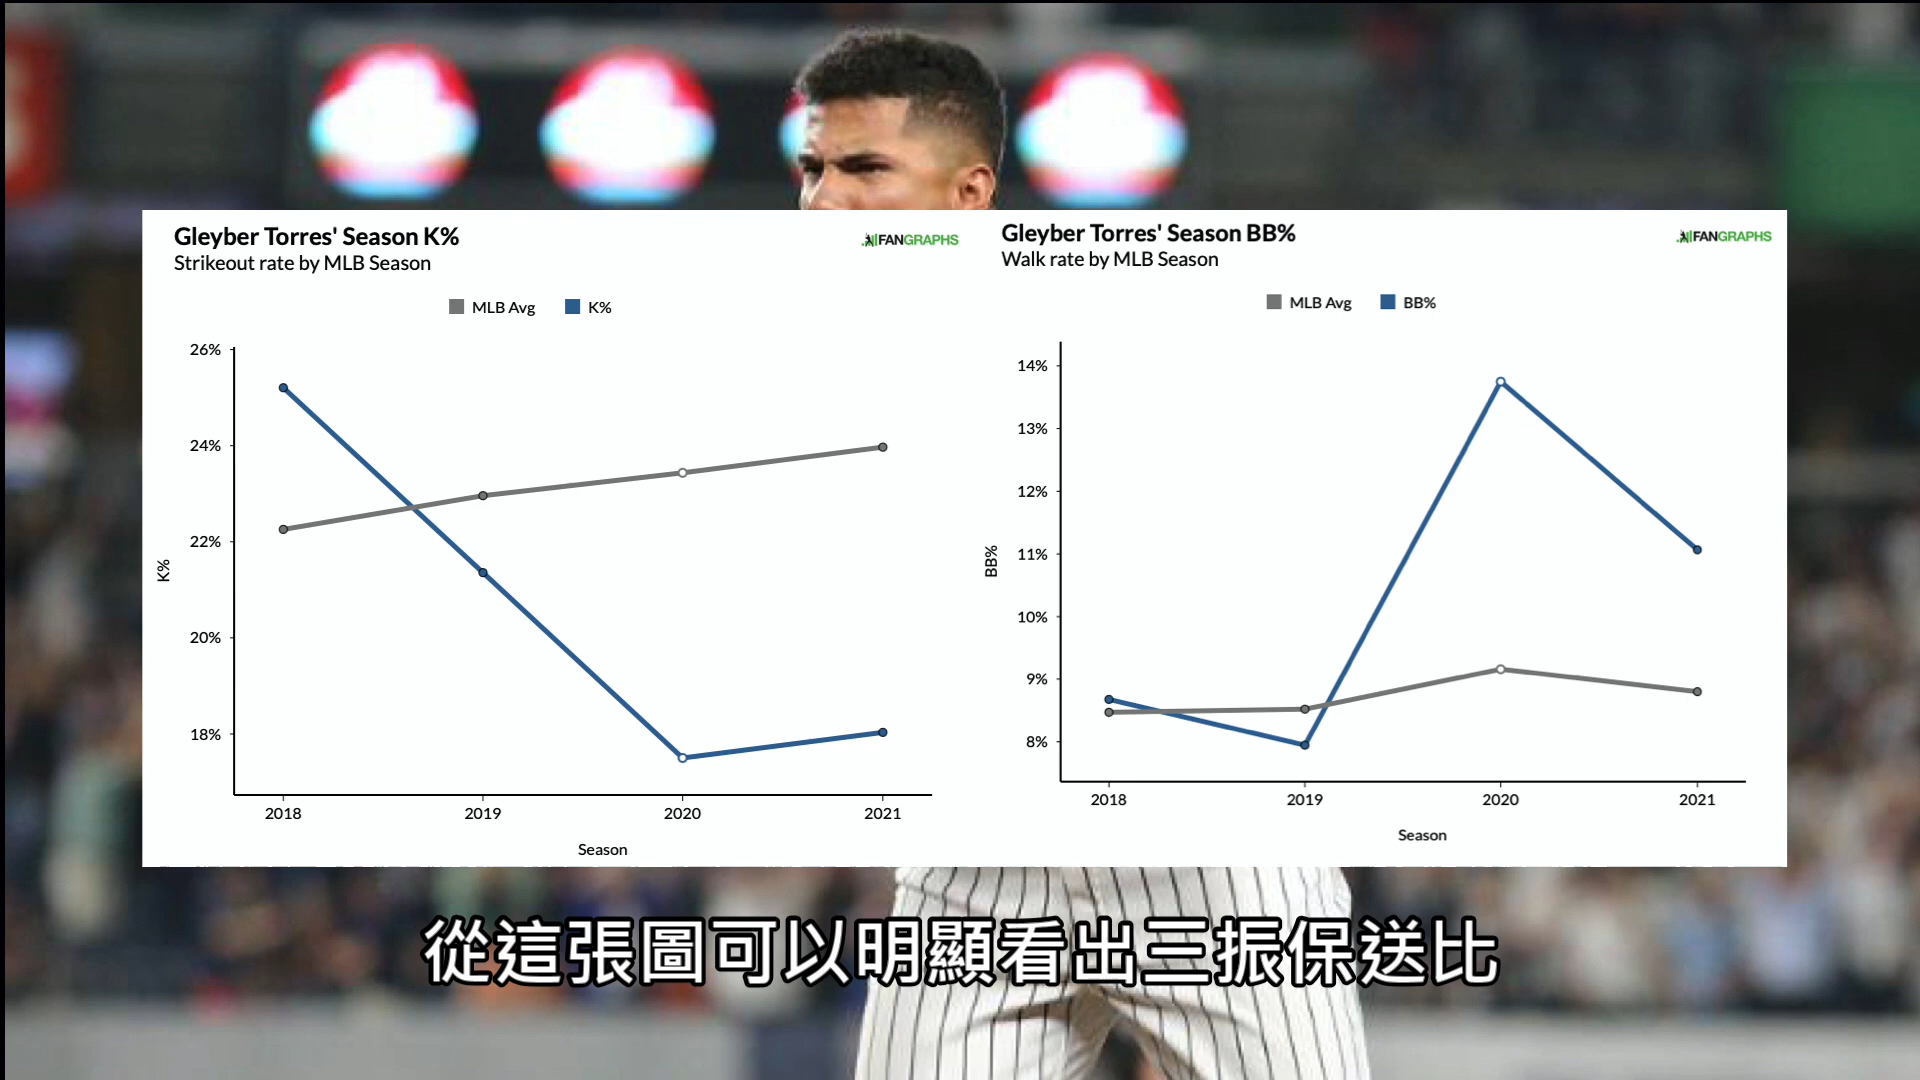 Gleyber Torres' Season K%
Strikeout rate by MLB Season
FANGRAPHS
MLB Avg
K%
26%
24%
22%
20%
18%
K%
2018
2019
2020
2021
Season
Gleyber Torres' Season BB%
Walk rate by MLB Season
FANGRAPHS
MLB Avg
BB%
14%
13%
12%
11%
10%
9%
8%
BB%
2018
2019
2020
2021
Season
從這張圖可以明顯看出三振保送比